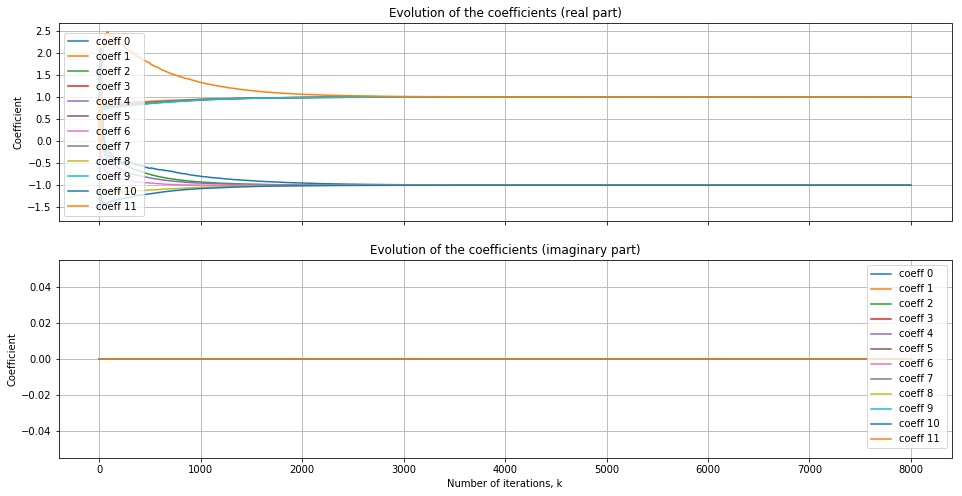 Evolution of the coefficients (real part)
Coefficient
2.5
2.0
1.5
1.0
0.5
0.0
−0.5
−1.0
−1.5
coeff 0
coeff 1
coeff 2
coeff 3
coeff 4
coeff 5
coeff 6
coeff 7
coeff 8
coeff 9
coeff 10
coeff 11
Evolution of the coefficients (imaginary part)
Coefficient
0.04
0.02
0.00
−0.02
−0.04
coeff 0
coeff 1
coeff 2
coeff 3
coeff 4
coeff 5
coeff 6
coeff 7
coeff 8
coeff 9
coeff 10
coeff 11
0 1000 2000 3000 4000 5000 6000 7000 8000
Number of iterations, k